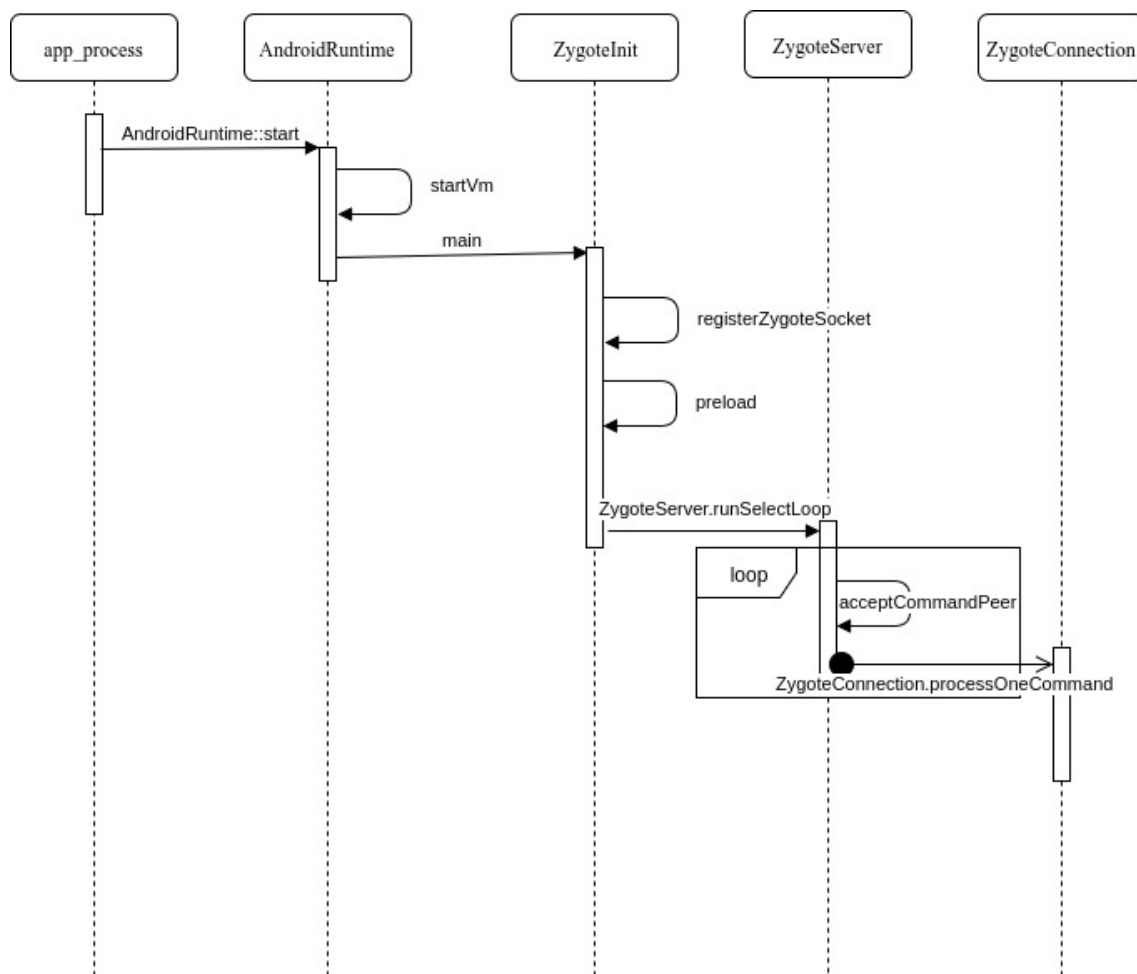 app_process
AndroidRuntime
ZygoteInit
ZygoteServer
ZygoteConnection
AndroidRuntime::start
startVm
main
registerZygoteSocket
preload
ZygoteServer.runSelectLoop
loop
acceptCommandPeer
ZygoteConnection.processOneCommand